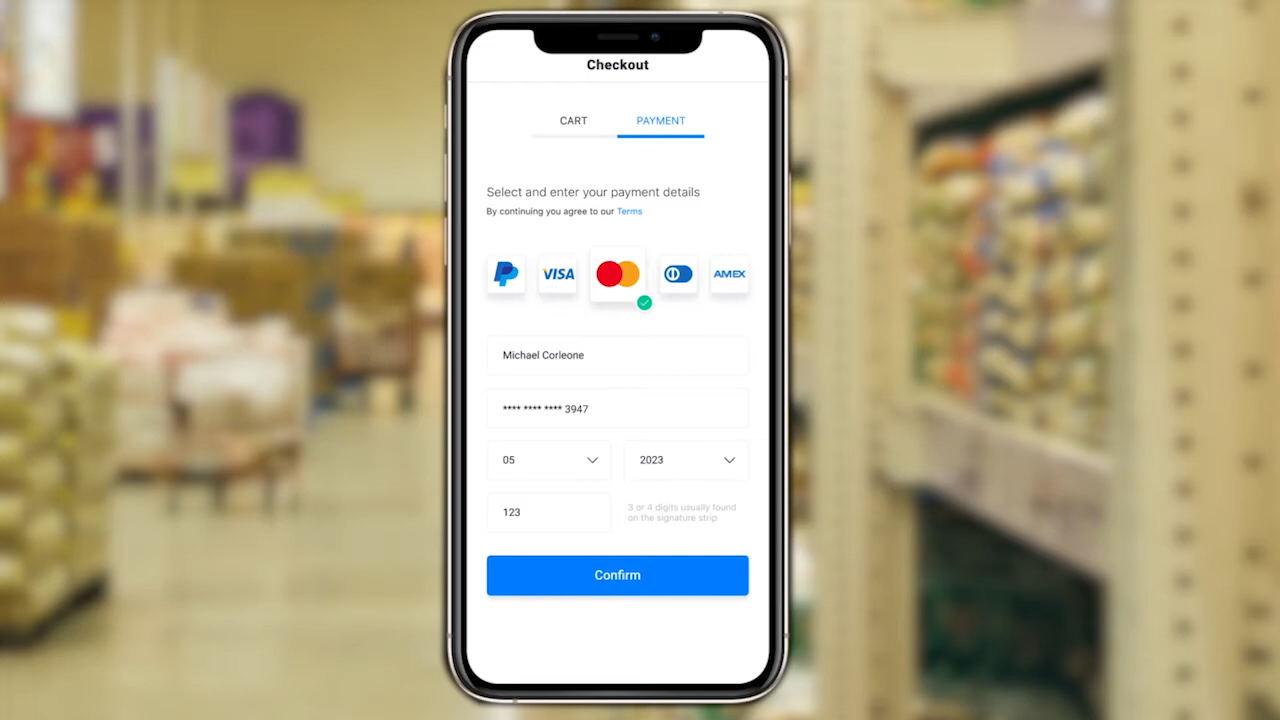 Checkout
CART
PAYMENT
Select and enter your payment details
By continuing you agree to our Terms
VISA
AMEX
Michael Corleone
**** **** **** 3947
05
2023
123
3 or 4 digits usually found
on the signature strip
Confirm